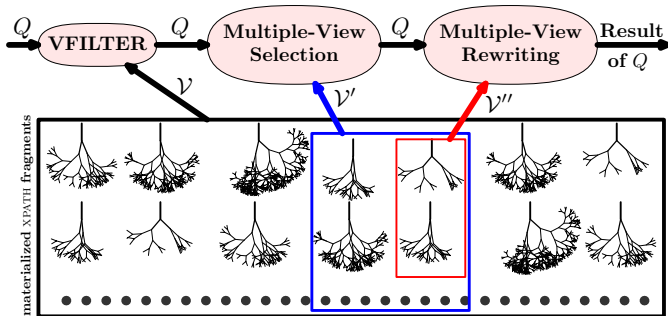 Q VFILTER Q Multiple-View Selection Q Multiple-View Rewriting Result of Q
𝒱 𝒱′ 𝒱′′
materialized XPATH fragments